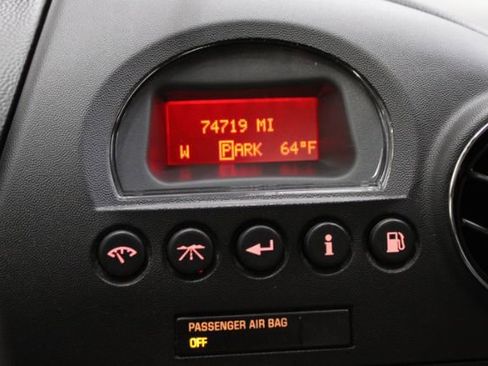 74719 MI
W PARK 64°F
i
PASSENGER AIR BAG
OFF